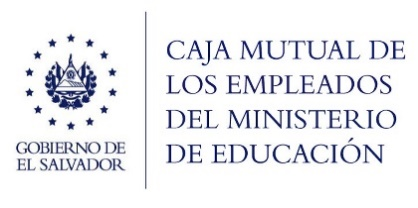 GOBIERNO DE
EL SALVADOR
CAJA MUTUAL DE
LOS EMPLEADOS
DEL MINISTERIO
DE EDUCACIÓN